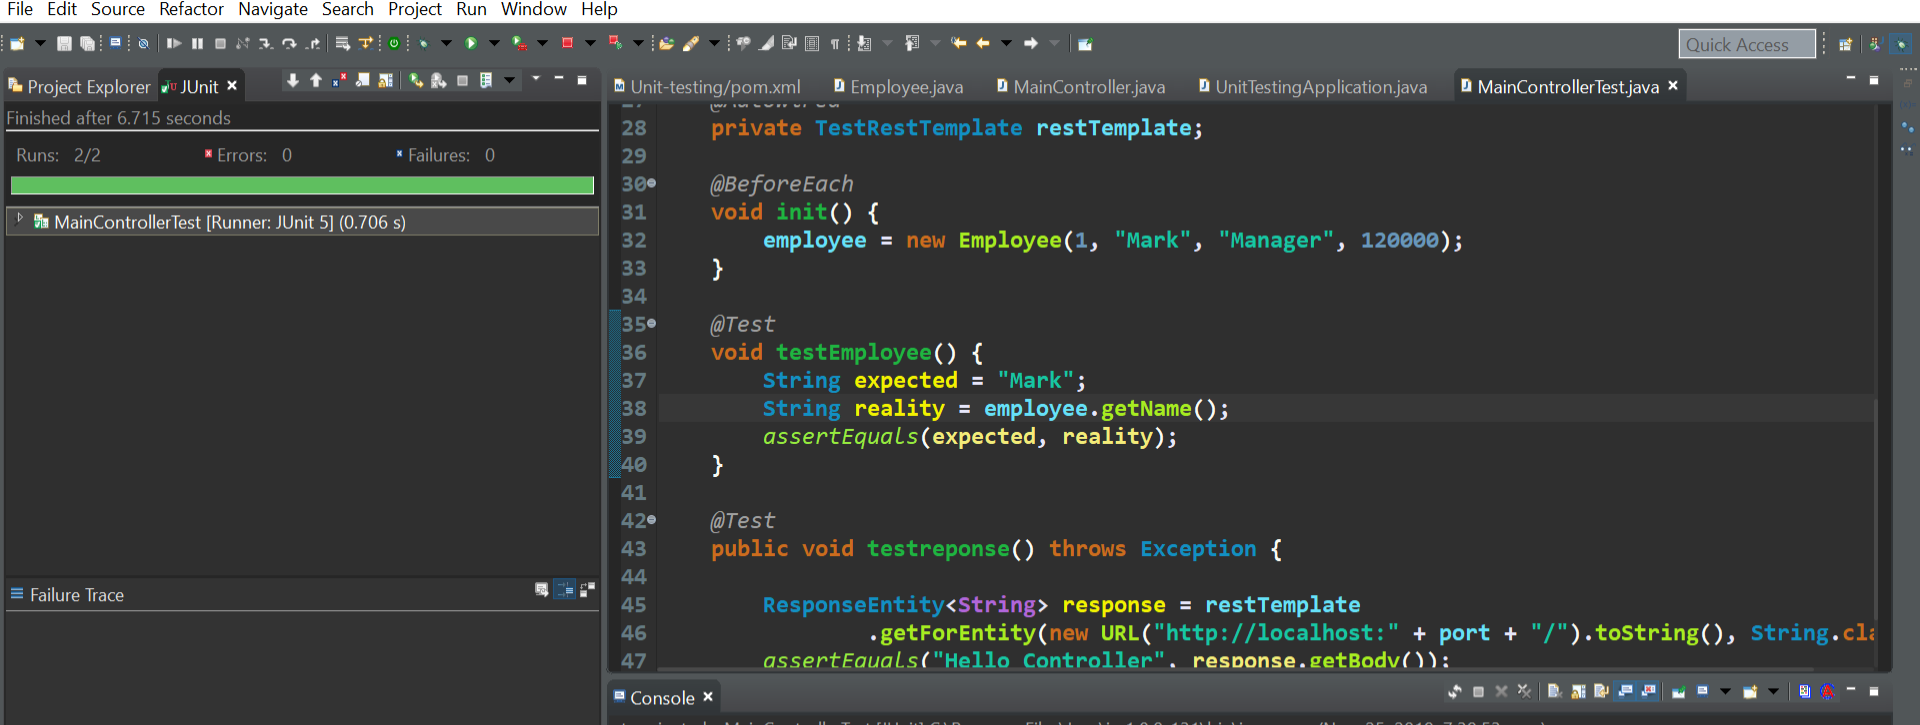 File Edit Source Refactor Navigate Search Project Run Window Help
Quick Access
Project Explorer JUnit
Unit-testing/pom.xml Employee.java MainController.java UnitTestingApplication.java MainControllerTest.java
Finished after 6.715 seconds
Runs: 2/2 Errors: 0 Failures: 0
MainControllerTest [Runner: JUnit 5] (0.706 s)
Failure Trace
27 @Autowired
28 private TestRestTemplate restTemplate;
29
30 @BeforeEach
31 void init() {
32 employee = new Employee(1, "Mark", "Manager", 120000);
33 }
34
35 @Test
36 void testEmployee() {
37 String expected = "Mark";
38 String reality = employee.getName();
39 assertEquals(expected, reality);
40 }
41
42 @Test
43 public void testreponse() throws Exception {
44
45 ResponseEntity<String> response = restTemplate
46 .getForEntity(new URL("http://localhost:" + port + "/").toString(), String.cla
47 assertEquals("Hello Controller", response.getBody());
Console